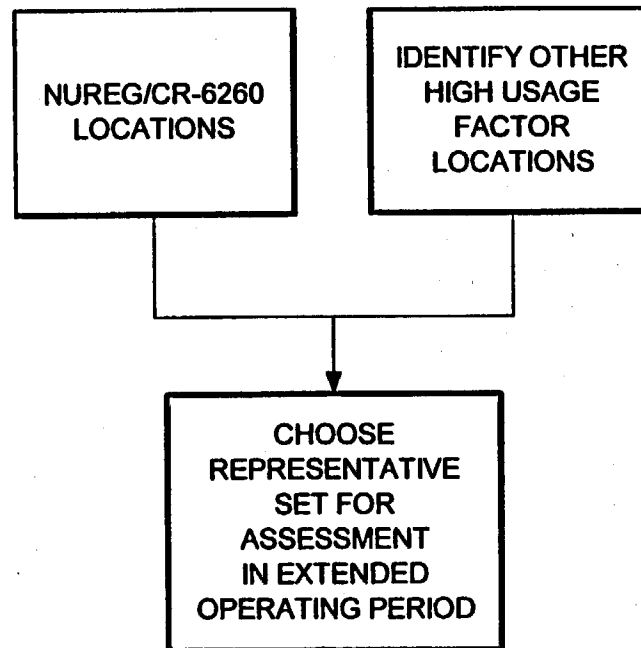 NUREG/CR-6260
LOCATIONS
IDENTIFY OTHER
HIGH USAGE
FACTOR
LOCATIONS
CHOOSE
REPRESENTATIVE
SET FOR
ASSESSMENT
IN EXTENDED
OPERATING PERIOD